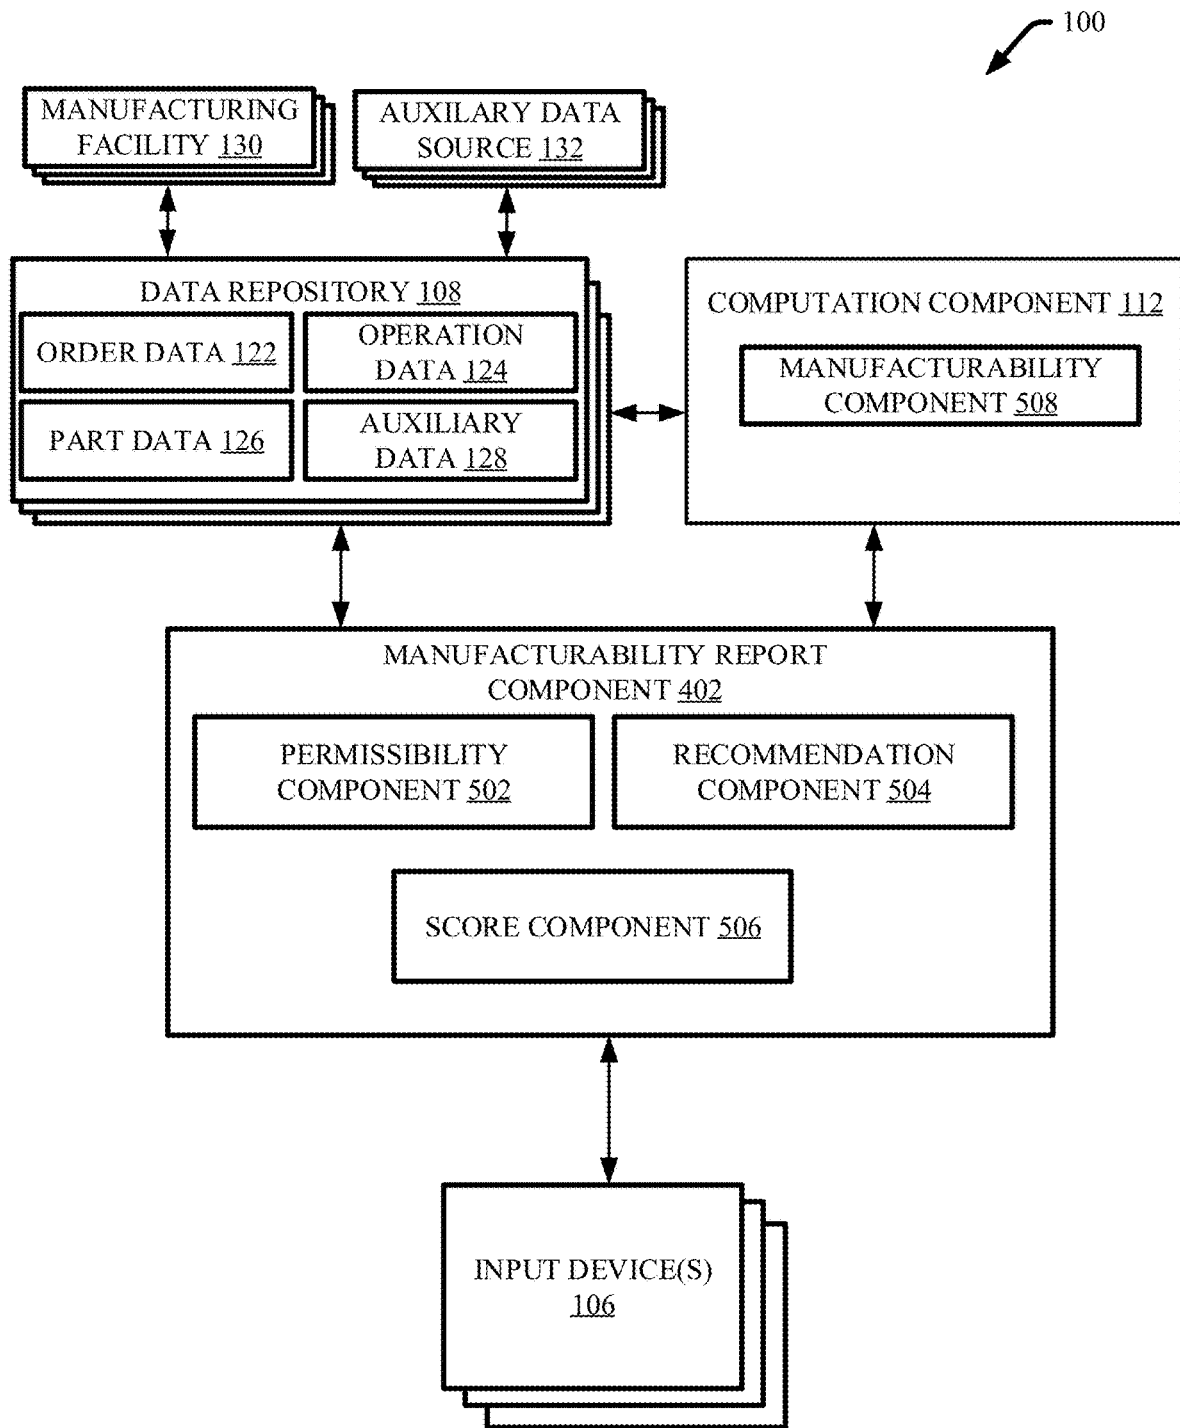 100
MANUFACTURING
FACILITY 130
AUXILARY DATA
SOURCE 132
DATA REPOSITORY 108
ORDER DATA 122
OPERATION
DATA 124
PART DATA 126
AUXILIARY
DATA 128
COMPUTATION COMPONENT 112
MANUFACTURABILITY
COMPONENT 508
MANUFACTURABILITY REPORT
COMPONENT 402
PERMISSIBILITY
COMPONENT 502
RECOMMENDATION
COMPONENT 504
SCORE COMPONENT 506
INPUT DEVICE(S)
106